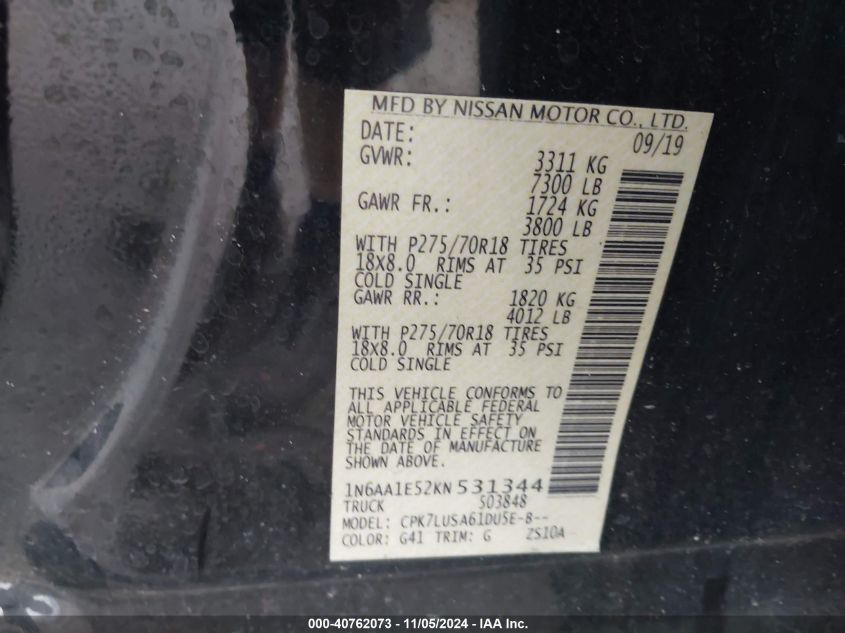 MFD BY NISSAN MOTOR CO., LTD.
DATE: 09/19
GVWR: 3311 KG
7300 LB
GAWR FR.: 1724 KG
3800 LB
WITH P275/70R18 TIRES
18X8.0 RIMS AT 35 PSI
COLD SINGLE
GAWR RR.: 1820 KG
4012 LB
WITH P275/70R18 TIRES
18X8.0 RIMS AT 35 PSI
COLD SINGLE
THIS VEHICLE CONFORMS TO
ALL APPLICABLE FEDERAL
MOTOR VEHICLE SAFETY
STANDARDS IN EFFECT ON
THE DATE OF MANUFACTURE
SHOWN ABOVE.
1N6AA1E52KN531344
TRUCK 503848
MODEL: CPK7LUSA61DU5E-B--
COLOR: G41 TRIM: G ZS10A
000-40762073 - 11/05/2024 - IAA Inc.